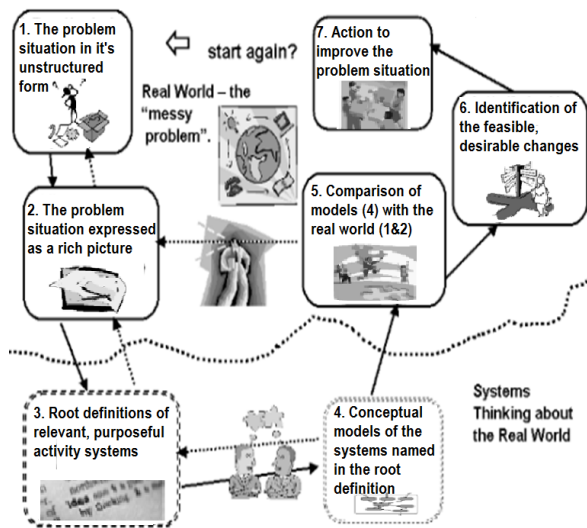 1. The problem
situation in it's
unstructured
form
start again?
7. Action to
improve the
problem situation
Real World – the
“messy
problem”.
6. Identification of
the feasible,
desirable changes
2. The problem
situation expressed
as a rich picture
5. Comparison of
models (4) with the
real world (1&2)
3. Root definitions of
relevant, purposeful
activity systems
4. Conceptual
models of the
systems named
in the root
definition
Systems
Thinking about
the Real World
idea
of
by